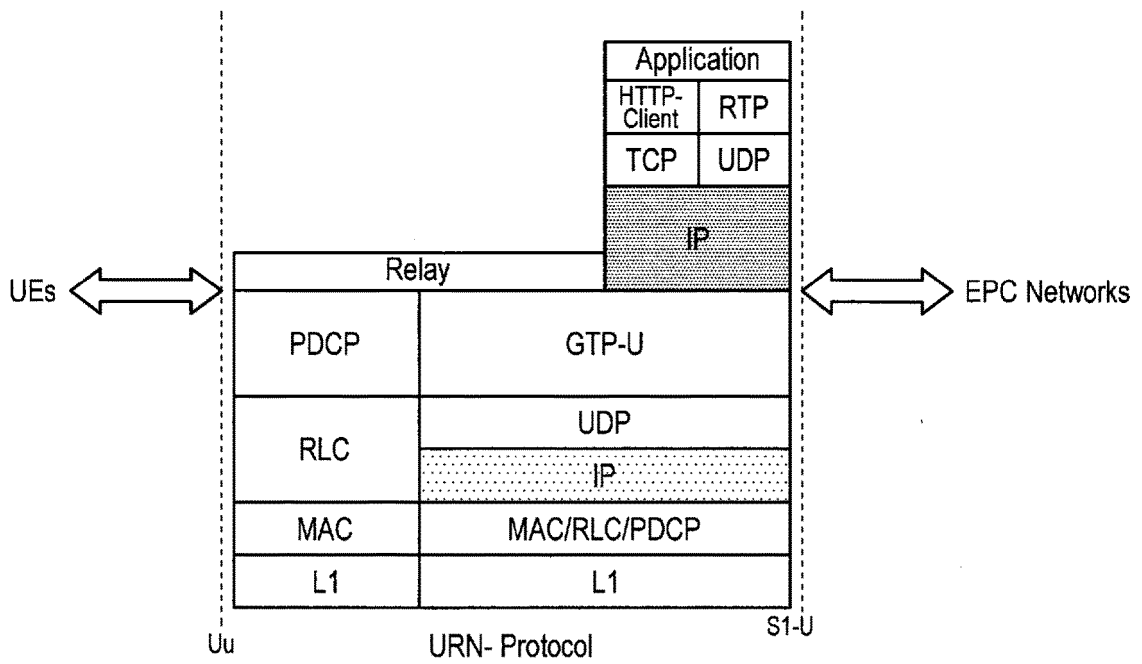 Application
HTTP-
Client
RTP
TCP
UDP
IP
Relay
UEs
EPC Networks
PDCP
GTP-U
RLC
UDP
IP
MAC
MAC/RLC/PDCP
L1
L1
Uu
URN- Protocol
S1-U